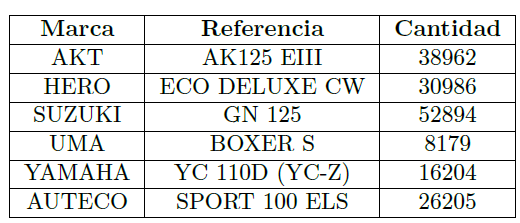 Marca Referencia Cantidad
AKT AK125 EIII 38962
HERO ECO DELUXE CW 30986
SUZUKI GN 125 52894
UMA BOXER S 8179
YAMAHA YC 110D (YC-Z) 16204
AUTECO SPORT 100 ELS 26205